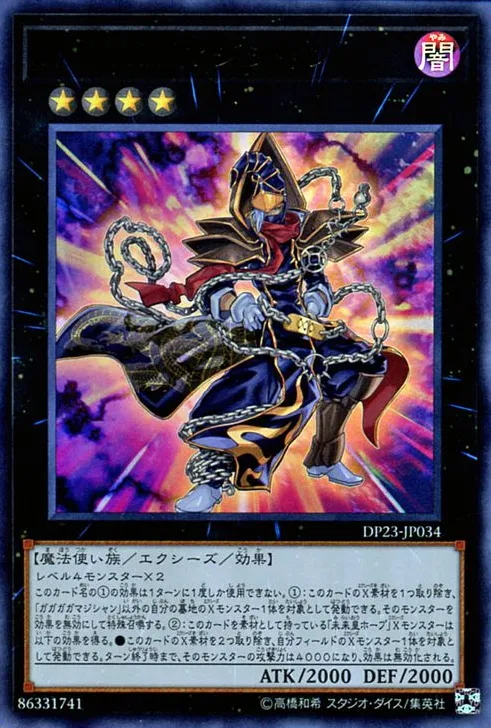 闇
やみ
DP23-JP034
【魔法使い族/エクシーズ/効果】
レベル4モンスター×2
このカード名の①の効果は1ターンに1度しか使用できない。①:このカードのX素材を1つ取り除き、
「ガガガガマジシャン」以外の自分の墓地のXモンスター1体を対象として発動できる。そのモンスターを
効果を無効にして特殊召喚する。②:このカードを素材として持っている「未来皇ホープ」Xモンスターは
以下の効果を得る。●このカードのX素材を2つ取り除き、自分フィールドのXモンスター1体を対象と
して発動できる。ターン終了時まで、そのモンスターの攻撃力は4000になり、効果は無効化される。
ATK/2000 DEF/2000
86331741
©高橋和希 スタジオ・ダイス/集英社